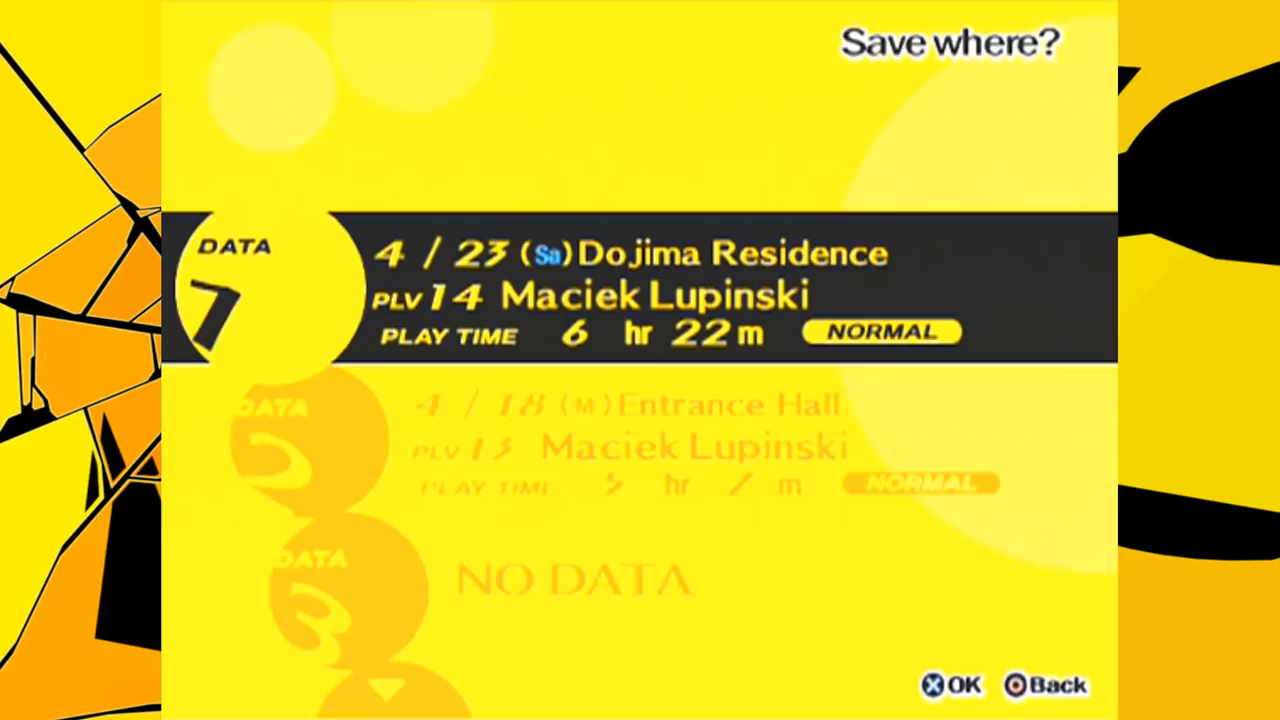 Save where?
DATA
1
4 / 23 (Sa) Dojima Residence
PLV 14 Maciek Lupinski
PLAY TIME 6 hr 22 m NORMAL
DATA
2
4 / 18 (M) Entrance Hall
PLV 13 Maciek Lupinski
PLAY TIME 5 hr 7 m NORMAL
DATA
3
NO DATA
OK Back